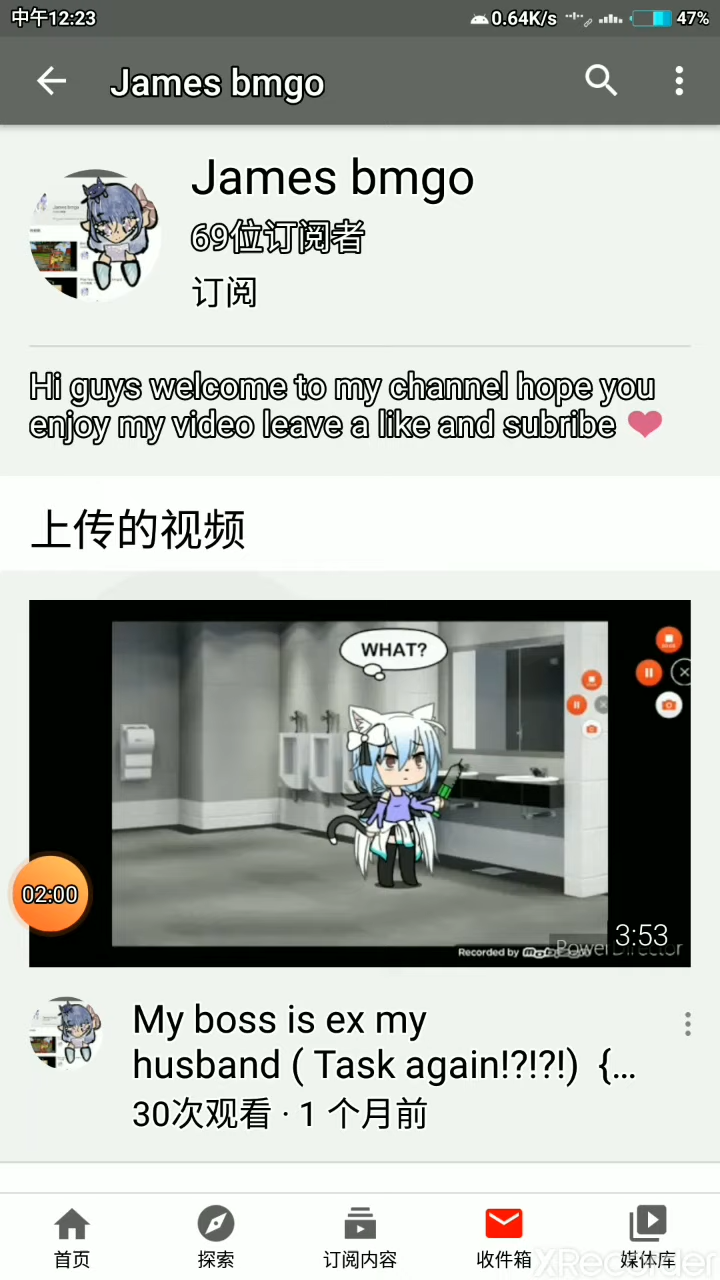 中午12:23
0.64K/s
47%
James bmgo
James bmgo
69位订阅者
订阅
Hi guys welcome to my channel hope you
enjoy my video leave a like and subribe ❤
上传的视频
WHAT?
02:00
3:53
Recorded by
PowerDirector
My boss is ex my
husband ( Task again!?!?!) {...
30次观看 · 1 个月前
首页
探索
订阅内容
收件箱
媒体库
XRecorder